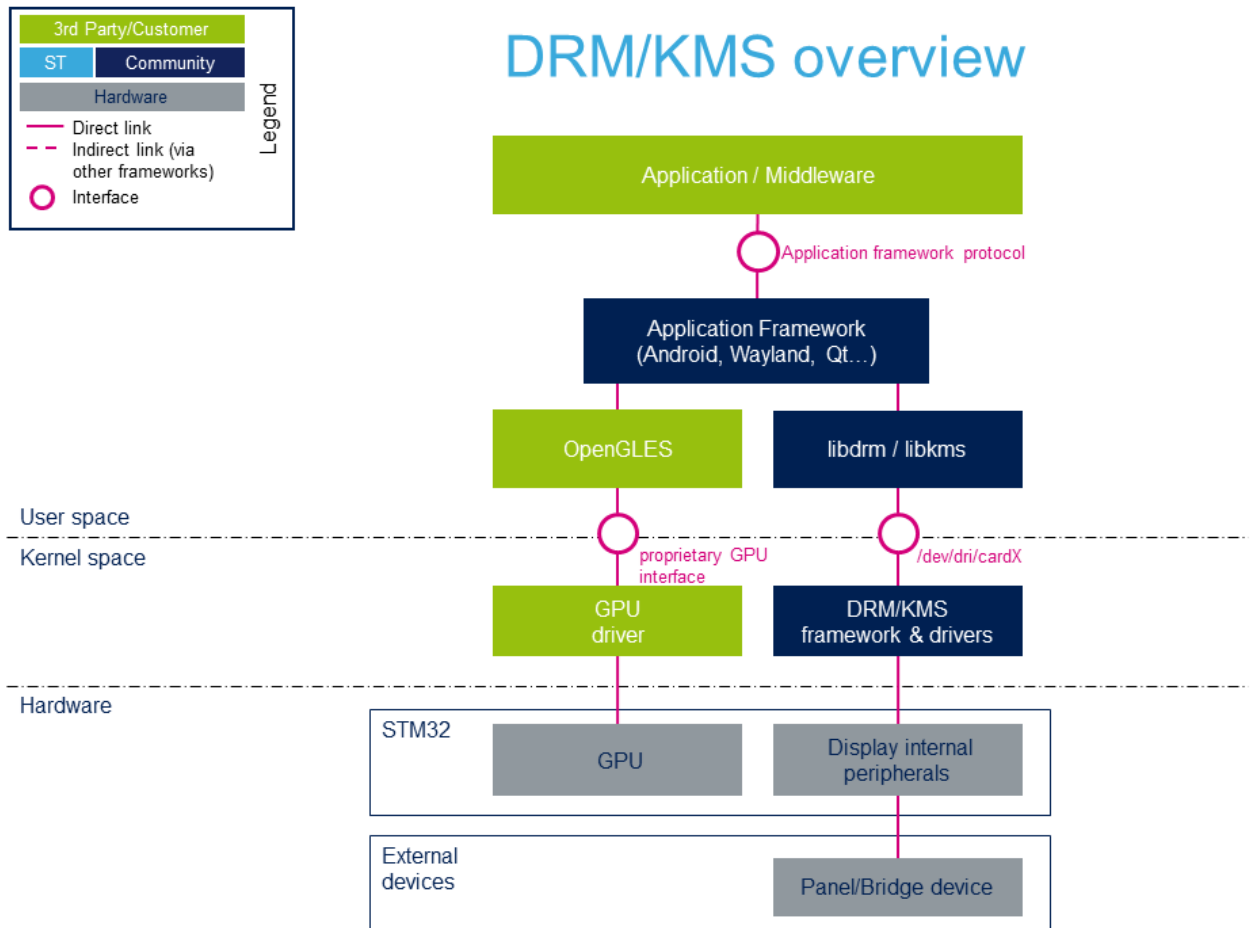 3rd Party/Customer
ST
Community
Hardware
Direct link
Indirect link (via
other frameworks)
Interface
Legend
DRM/KMS overview
Application / Middleware
Application framework protocol
Application Framework
(Android, Wayland, Qt...)
OpenGLES
libdrm / libkms
User space
Kernel space
proprietary GPU
interface
/dev/dri/cardX
GPU
driver
DRM/KMS
framework & drivers
Hardware
STM32
GPU
Display internal
peripherals
External
devices
Panel/Bridge device